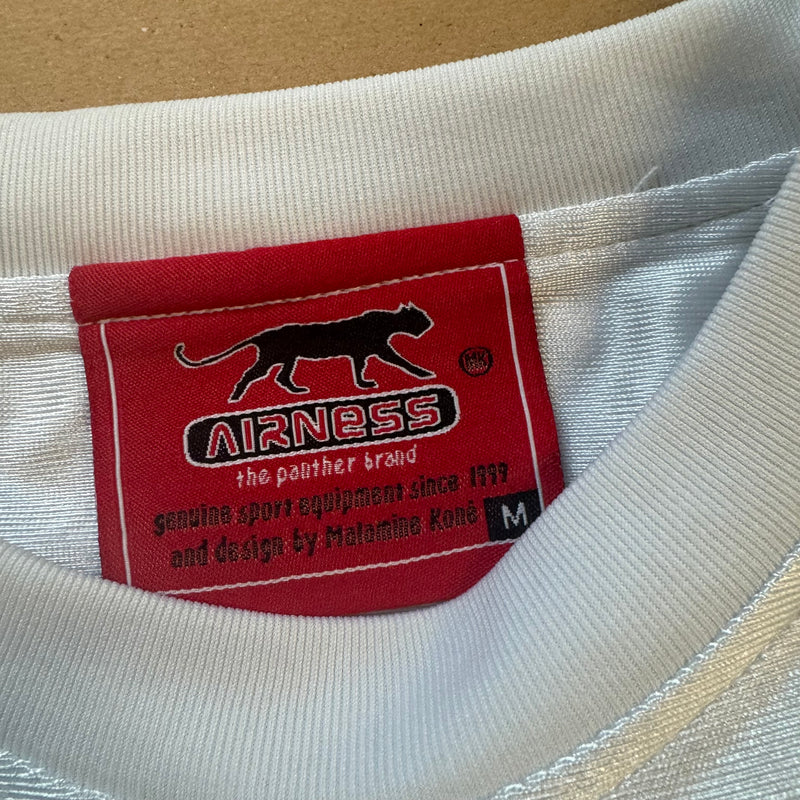 AIRNESS
the panther brand
genuine sport equipment since 1999
and design by Malamine Koné
M